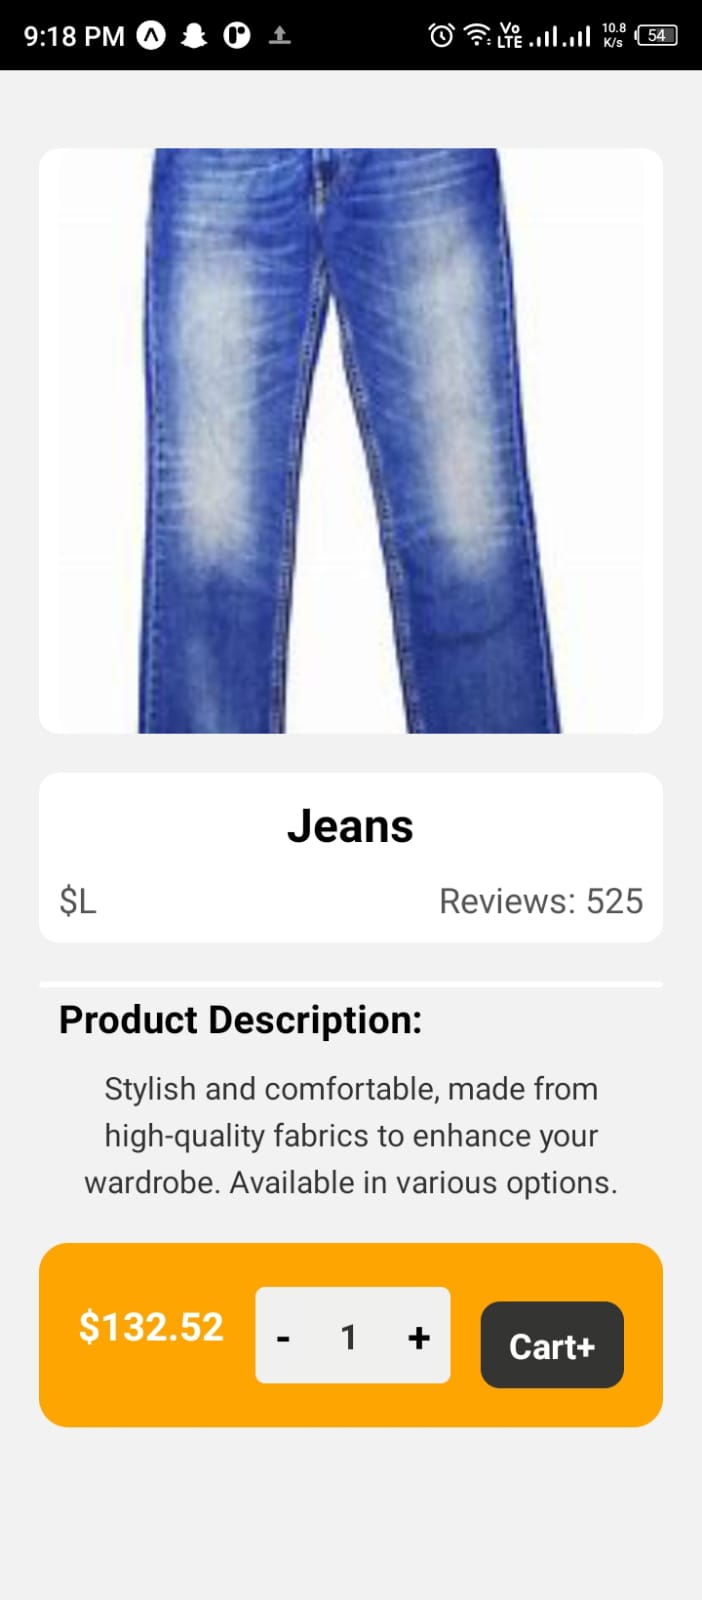 9:18 PM
Vo LTE
10.8 K/s
54
Jeans
$L
Reviews: 525
Product Description:
Stylish and comfortable, made from
high-quality fabrics to enhance your
wardrobe. Available in various options.
$132.52
- 1 +
Cart+